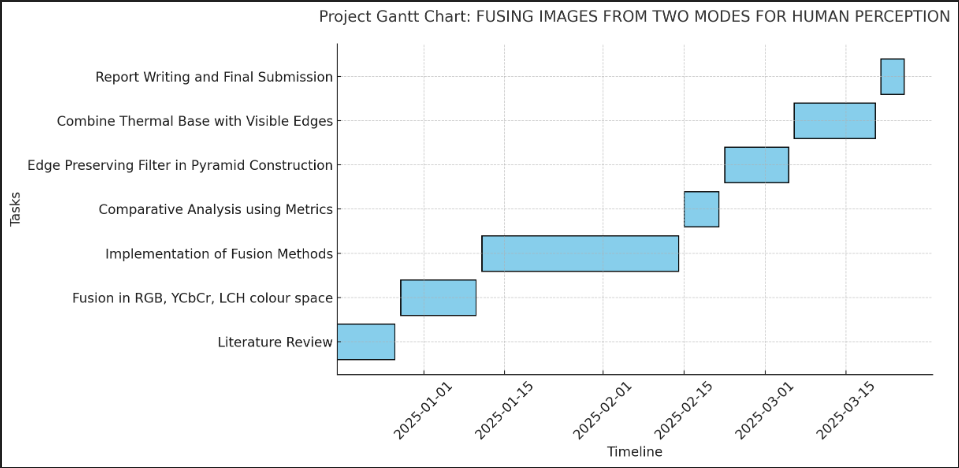 Project Gantt Chart: FUSING IMAGES FROM TWO MODES FOR HUMAN PERCEPTION
Report Writing and Final Submission
Combine Thermal Base with Visible Edges
Edge Preserving Filter in Pyramid Construction
Comparative Analysis using Metrics
Implementation of Fusion Methods
Fusion in RGB, YCbCr, LCH colour space
Literature Review
Tasks
2025-01-01
2025-01-15
2025-02-01
2025-02-15
2025-03-01
2025-03-15
Timeline